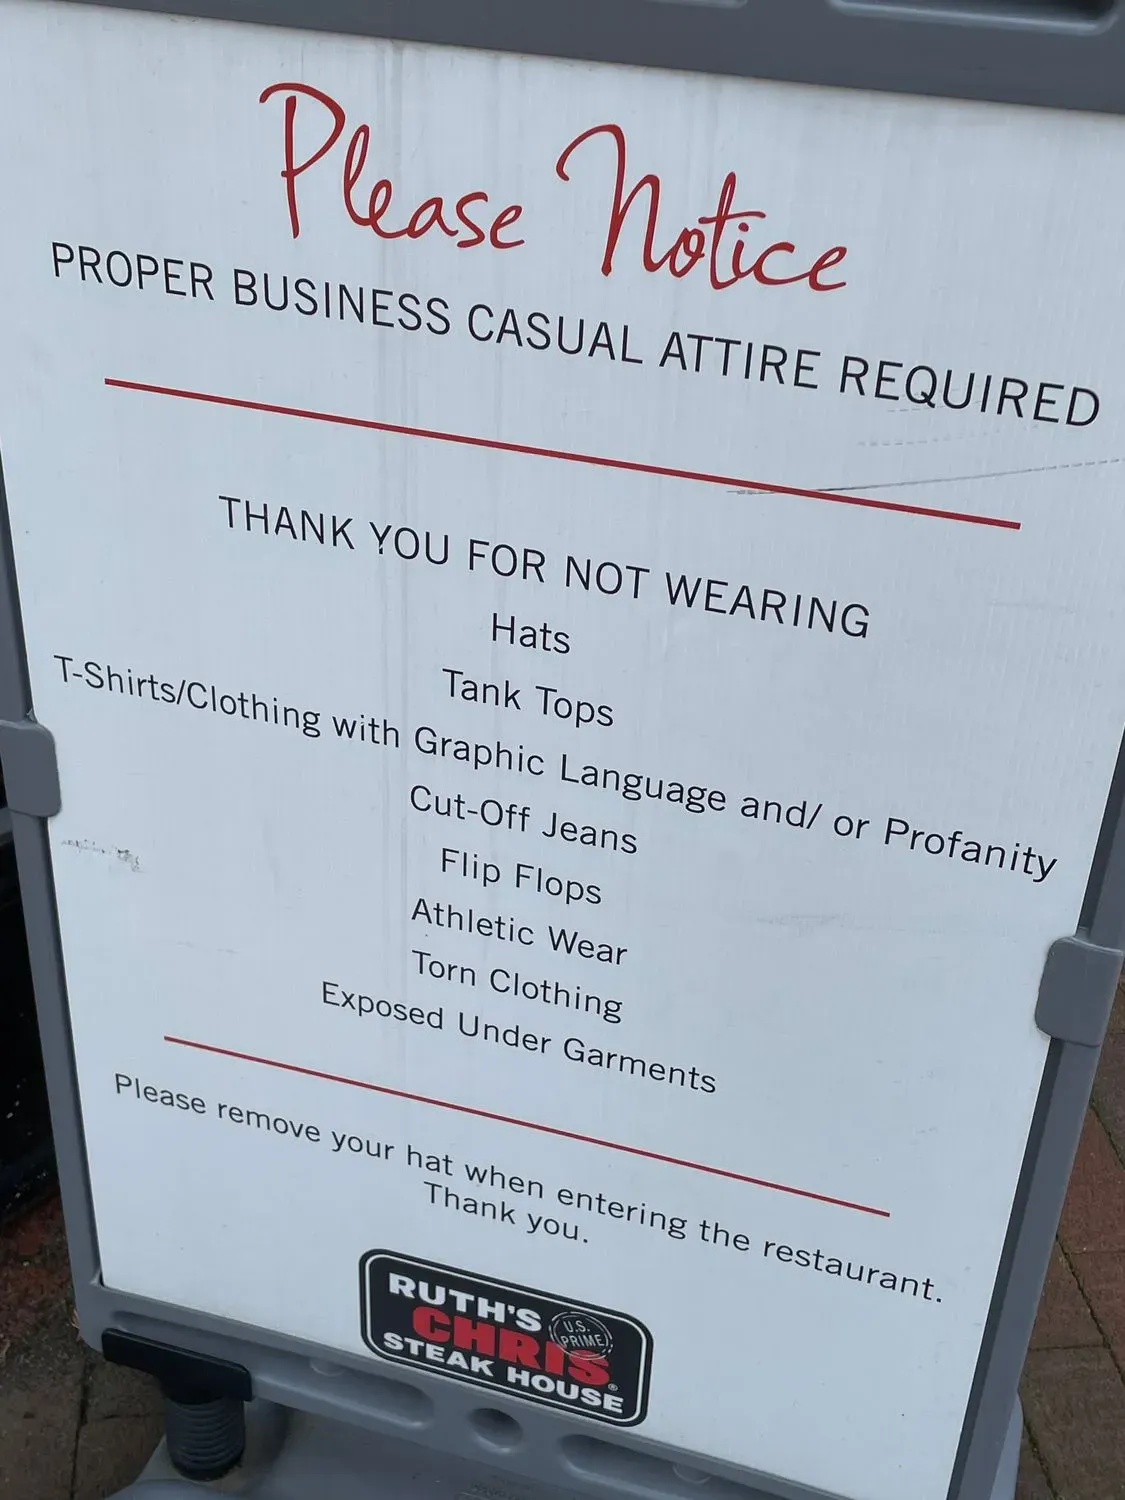 Please Notice
PROPER BUSINESS CASUAL ATTIRE REQUIRED
THANK YOU FOR NOT WEARING
Hats
Tank Tops
T-Shirts/Clothing with Graphic Language and/ or Profanity
Cut-Off Jeans
Flip Flops
Athletic Wear
Torn Clothing
Exposed Under Garments
Please remove your hat when entering the restaurant.
Thank you.
RUTH'S
CHRIS
U.S.
PRIME
STEAK HOUSE®